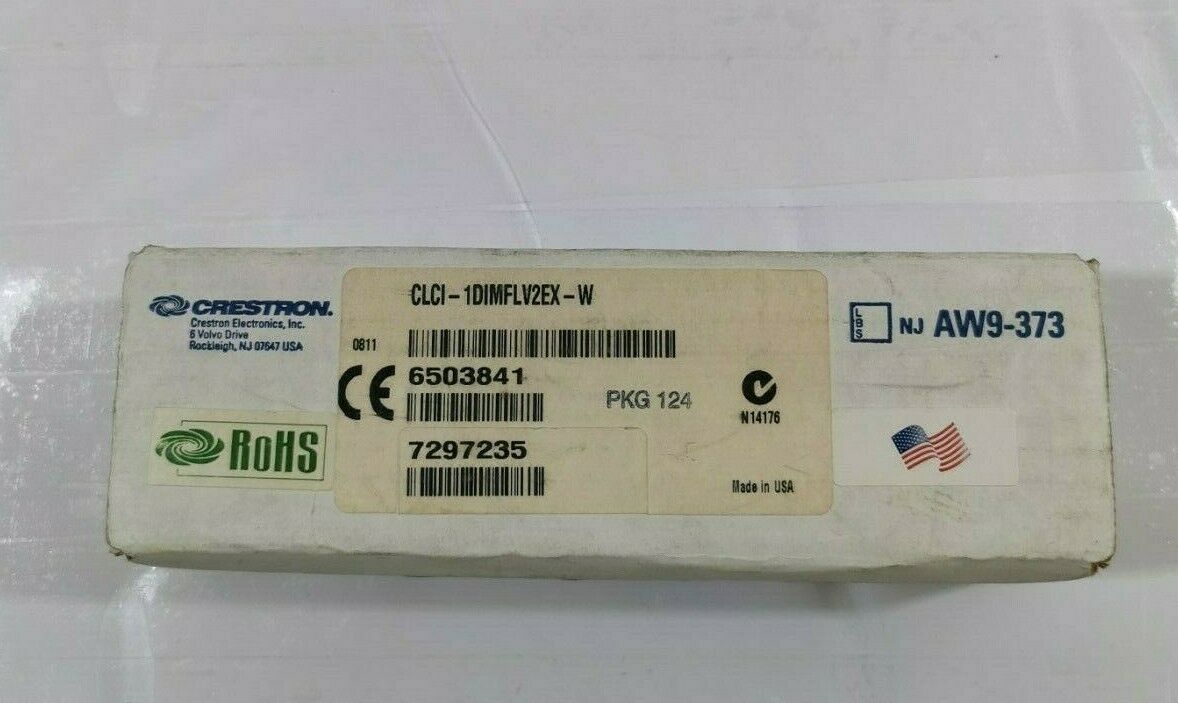 CRESTRON.
Crestron Electronics, Inc.
6 Volvo Drive
Rockleigh, NJ 07647 USA
RoHS
CLCI-1DIMFLV2EX-W
0811
CE
6503841
PKG 124
N14176
7297235
Made in USA
LBS
NJ AW9-373